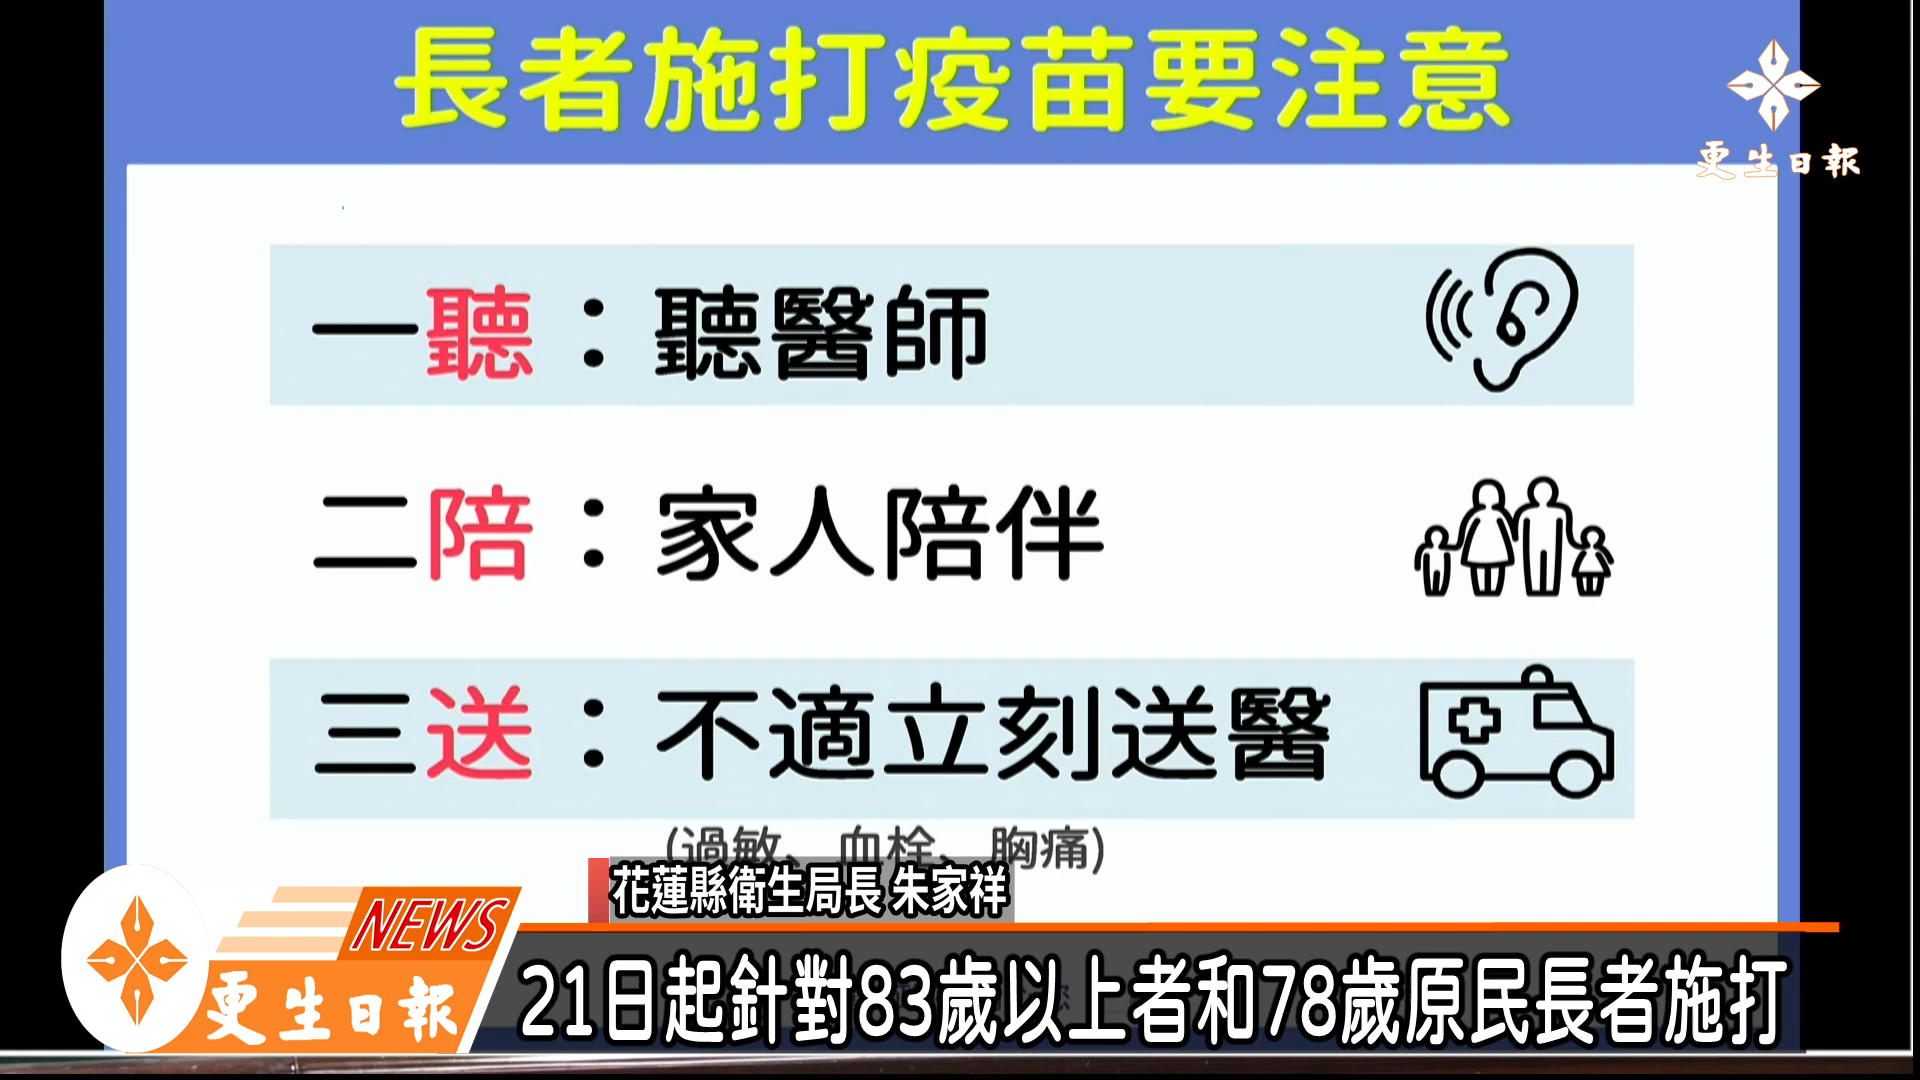 長者施打疫苗要注意
更生日報
一聽：聽醫師
二陪：家人陪伴
三送：不適立刻送醫
(過敏、血栓、胸痛)
花蓮縣衛生局長 朱家祥
NEWS
更生日報
21日起針對83歲以上者和78歲原民長者施打